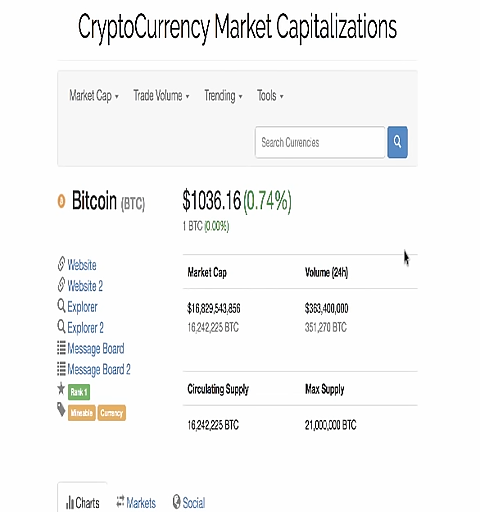 CryptoCurrency Market Capitalizations
Market Cap Trade Volume Trending Tools
Search Currencies
Bitcoin (BTC) $1036.16 (0.74%)
1 BTC (0.00%)
Website
Website 2
Explorer
Explorer 2
Message Board
Message Board 2
Rank 1
Mineable Currency
Market Cap Volume (24h)
$16,829,543,856 $363,400,000
16,242,225 BTC 351,270 BTC
Circulating Supply Max Supply
16,242,225 BTC 21,000,000 BTC
Charts Markets Social